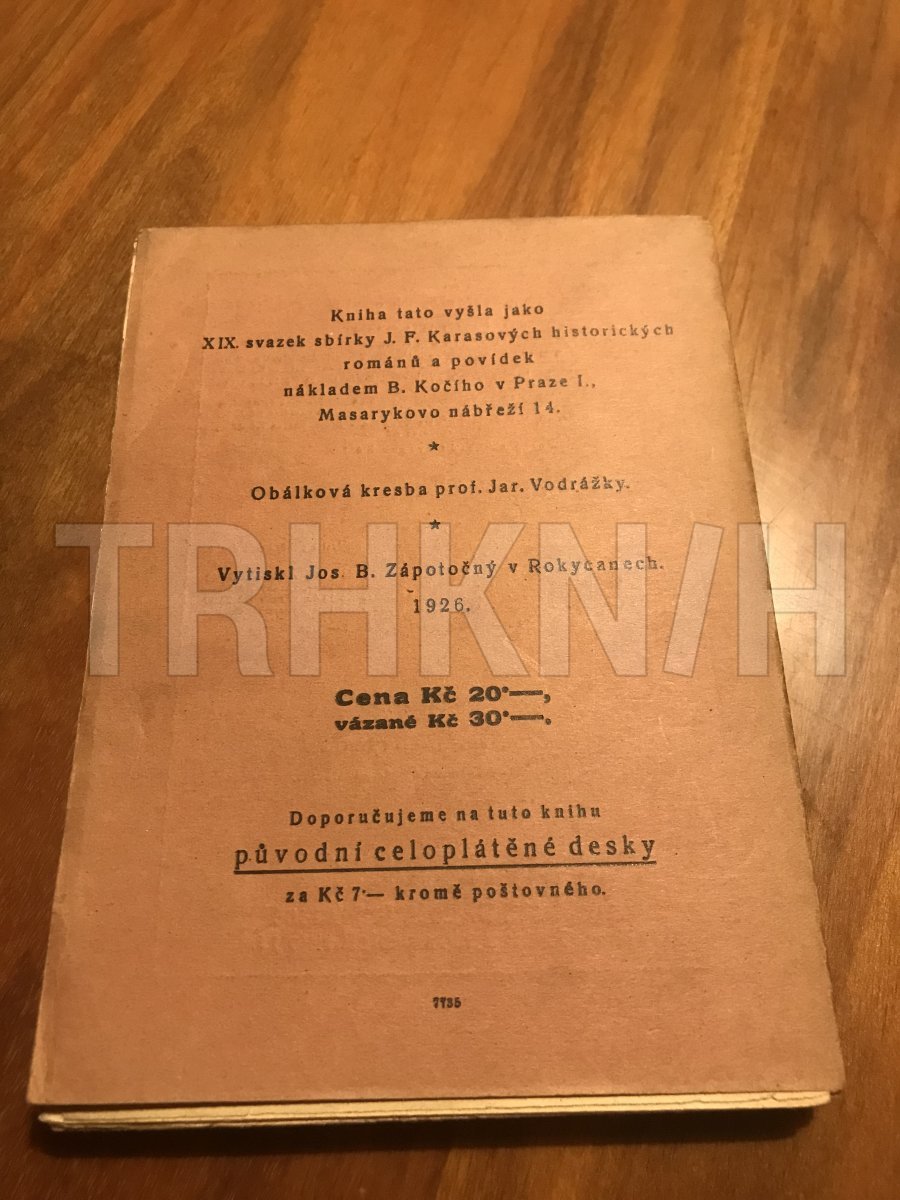 Kniha tato vyšla jako
XIX. svazek sbírky J. F. Karasových historických
románů a povídek
nákladem B. Kočího v Praze I.,
Masarykovo nábřeží 14.
*
Obálková kresba prof. Jar. Vodrážky.
*
Vytiskl Jos. B. Zápotočný v Rokycanech.
1926.
TRHKNIH
Cena Kč 20·—,
vázané Kč 30·—.
Doporučujeme na tuto knihu
původní celoplátěné desky
za Kč 7·— kromě poštovného.
7735